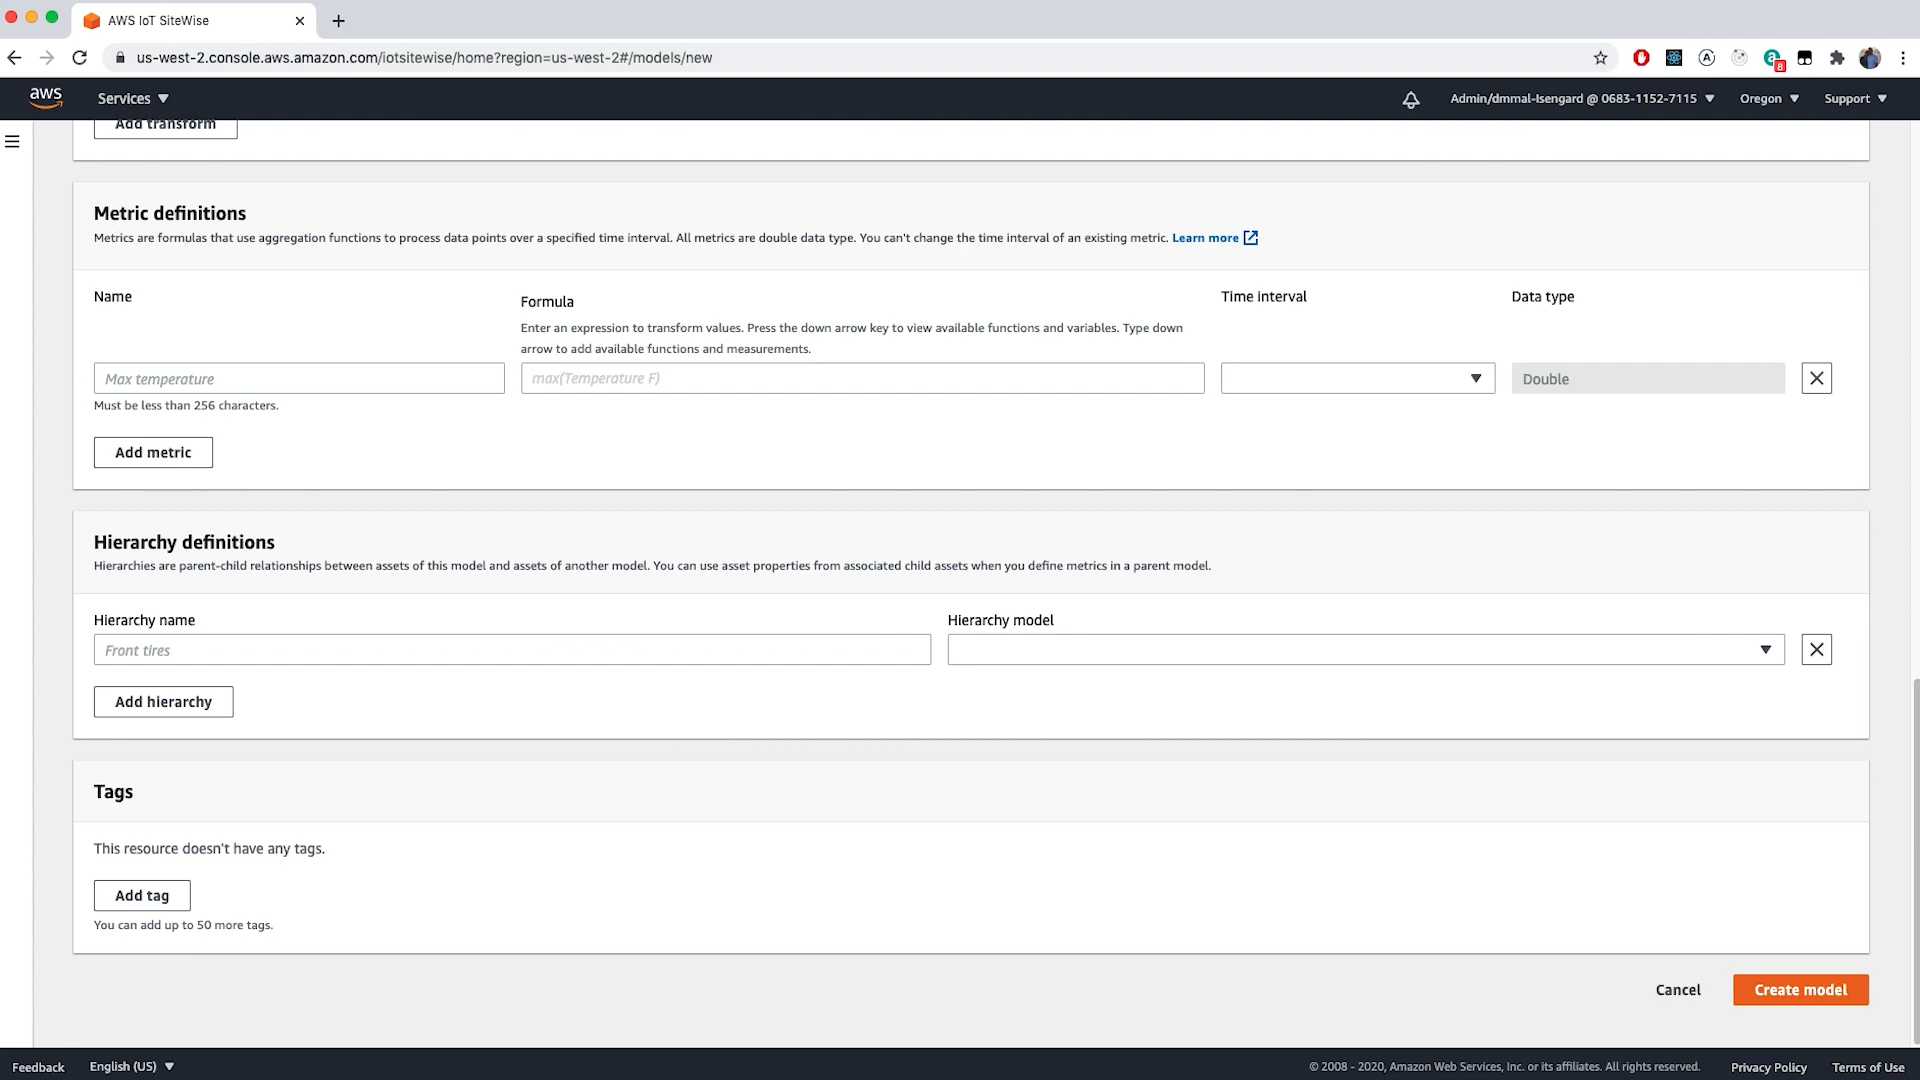 AWS IoT SiteWise
us-west-2.console.aws.amazon.com/iotsitewise/home?region=us-west-2#/models/new
8
aws Services Admin/dmmal-Isengard @ 0683-1152-7115 Oregon Support
Add transform
Metric definitions
Metrics are formulas that use aggregation functions to process data points over a specified time interval. All metrics are double data type. You can't change the time interval of an existing metric. Learn more
Name Formula Time interval Data type
Enter an expression to transform values. Press the down arrow key to view available functions and variables. Type down
arrow to add available functions and measurements.
Max temperature max(Temperature F) Double
Must be less than 256 characters.
Add metric
Hierarchy definitions
Hierarchies are parent-child relationships between assets of this model and assets of another model. You can use asset properties from associated child assets when you define metrics in a parent model.
Hierarchy name Hierarchy model
Front tires
Add hierarchy
Tags
This resource doesn't have any tags.
Add tag
You can add up to 50 more tags.
Cancel Create model
Feedback English (US) © 2008 - 2020, Amazon Web Services, Inc. or its affiliates. All rights reserved. Privacy Policy Terms of Use